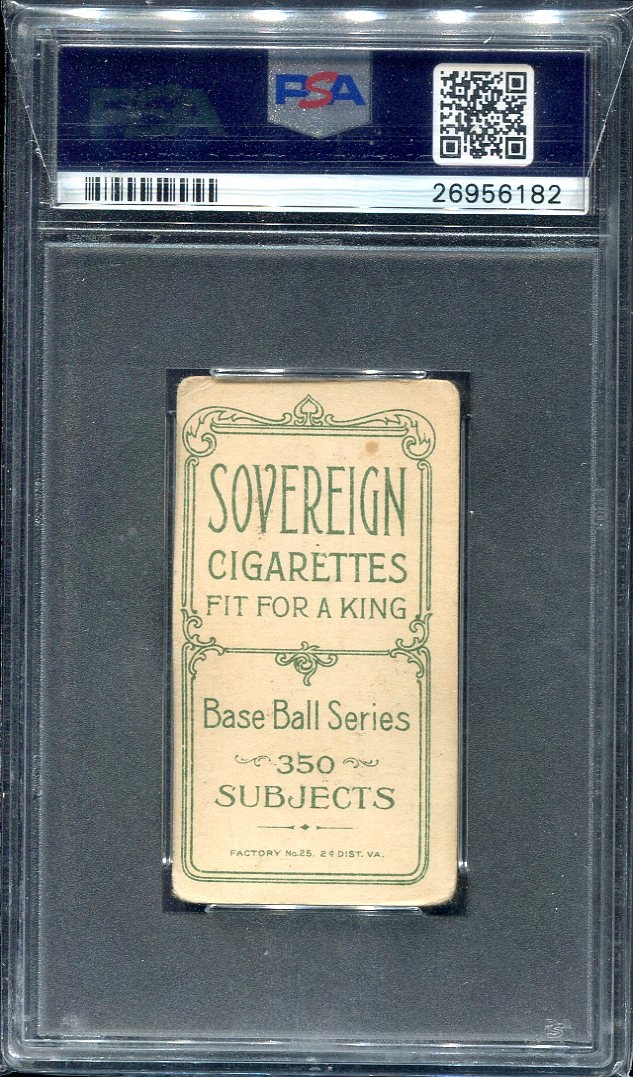 PSA
PSA
26956182
SOVEREIGN
CIGARETTES
FIT FOR A KING
Base Ball Series
350
SUBJECTS
FACTORY No.25. 2d DIST. VA.